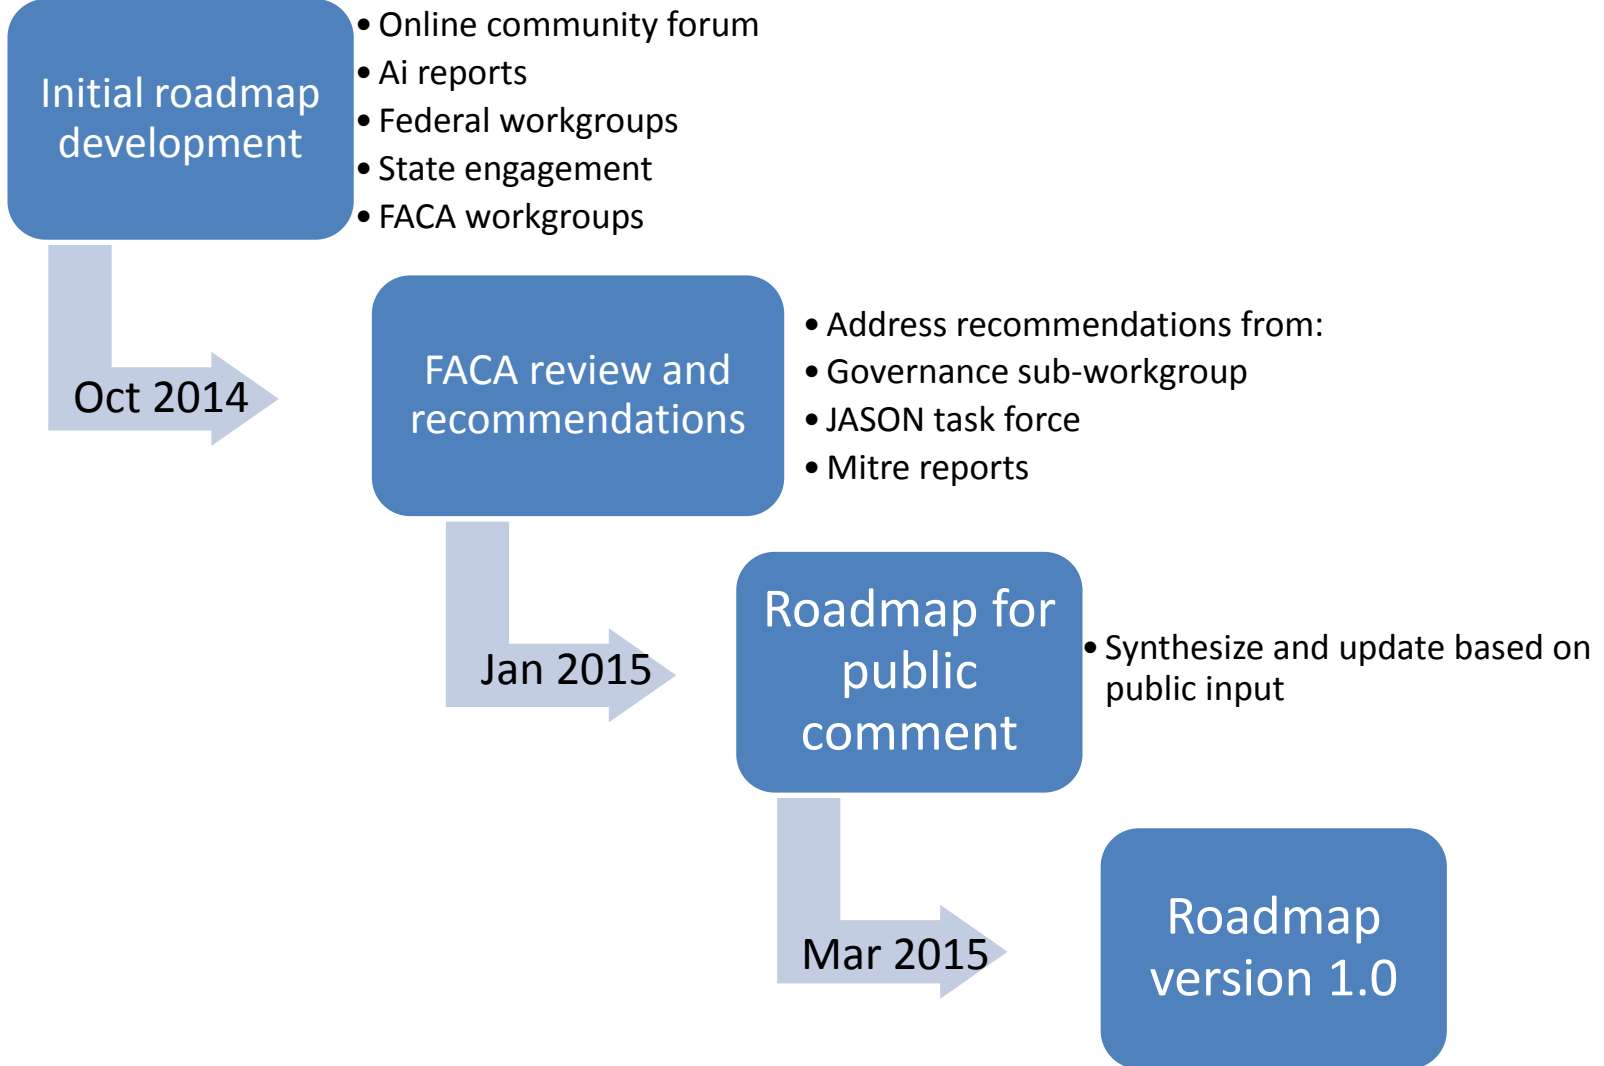 Initial roadmap
development
• Online community forum
• Ai reports
• Federal workgroups
• State engagement
• FACA workgroups
Oct 2014
FACA review and
recommendations
• Address recommendations from:
• Governance sub-workgroup
• JASON task force
• Mitre reports
Jan 2015
Roadmap for
public
comment
• Synthesize and update based on
public input
Mar 2015
Roadmap
version 1.0